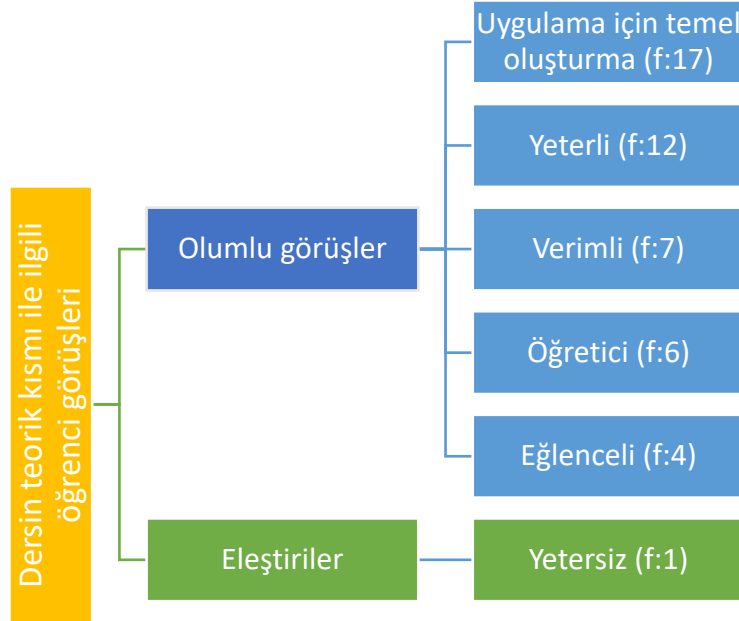 Dersin teorik kısmı ile ilgili
öğrenci görüşleri
Olumlu görüşler
Uygulama için temel
oluşturma (f:17)
Yeterli (f:12)
Verimli (f:7)
Öğretici (f:6)
Eğlenceli (f:4)
Eleştiriler
Yetersiz (f:1)